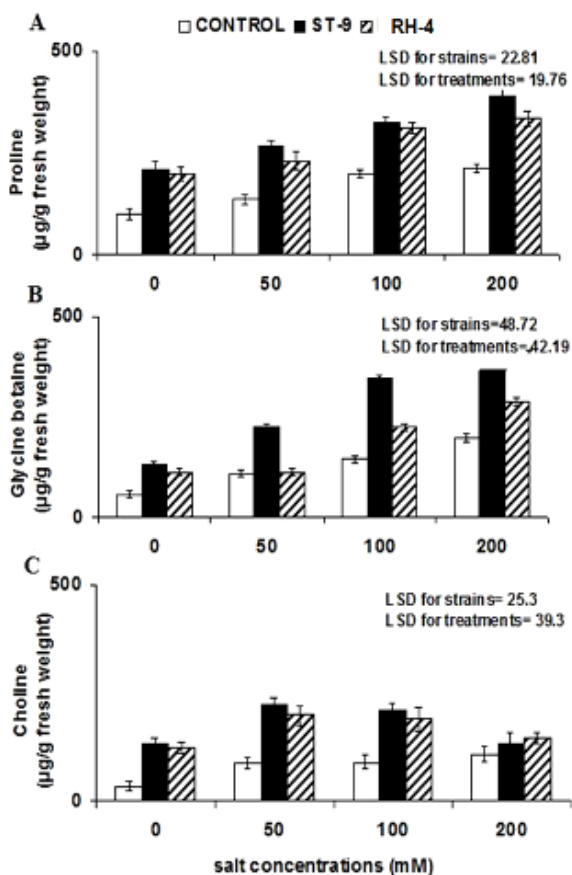 A
CONTROL ST-9 RH-4
500
LSD for strains= 22.81
LSD for treatments= 19.76
Proline
(µg/g fresh weight)
0
0 50 100 200
B
500
LSD for strains=48.72
LSD for treatments=.42.19
Glycine betaine
(µg/g fresh weight)
0
0 50 100 200
C
500
LSD for strains= 25.3
LSD for treatments= 39.3
Choline
(µg/g fresh weight)
0
0 50 100 200
salt concentrations (mM)